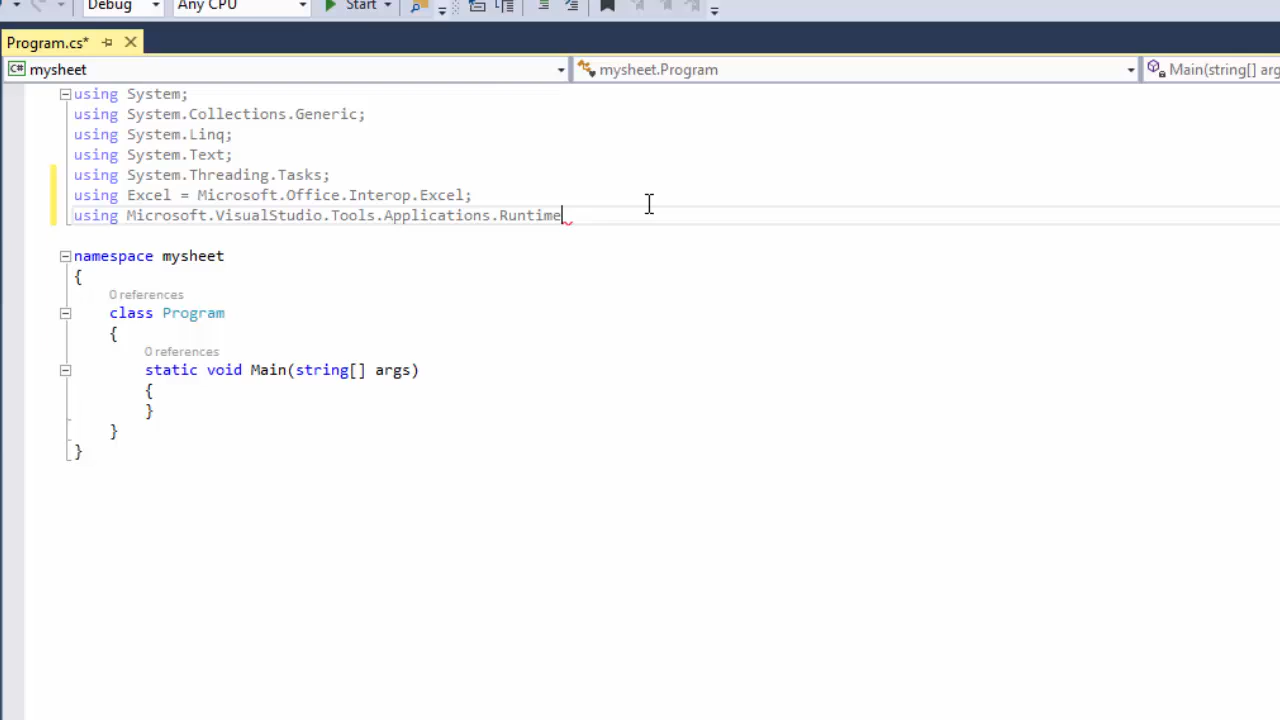 Debug Any CPU Start
Program.cs*
C# mysheet mysheet.Program Main(string[] arg
using System;
using System.Collections.Generic;
using System.Linq;
using System.Text;
using System.Threading.Tasks;
using Excel = Microsoft.Office.Interop.Excel;
using Microsoft.VisualStudio.Tools.Applications.Runtime
namespace mysheet
{
0 references
class Program
{
0 references
static void Main(string[] args)
{
}
}
}